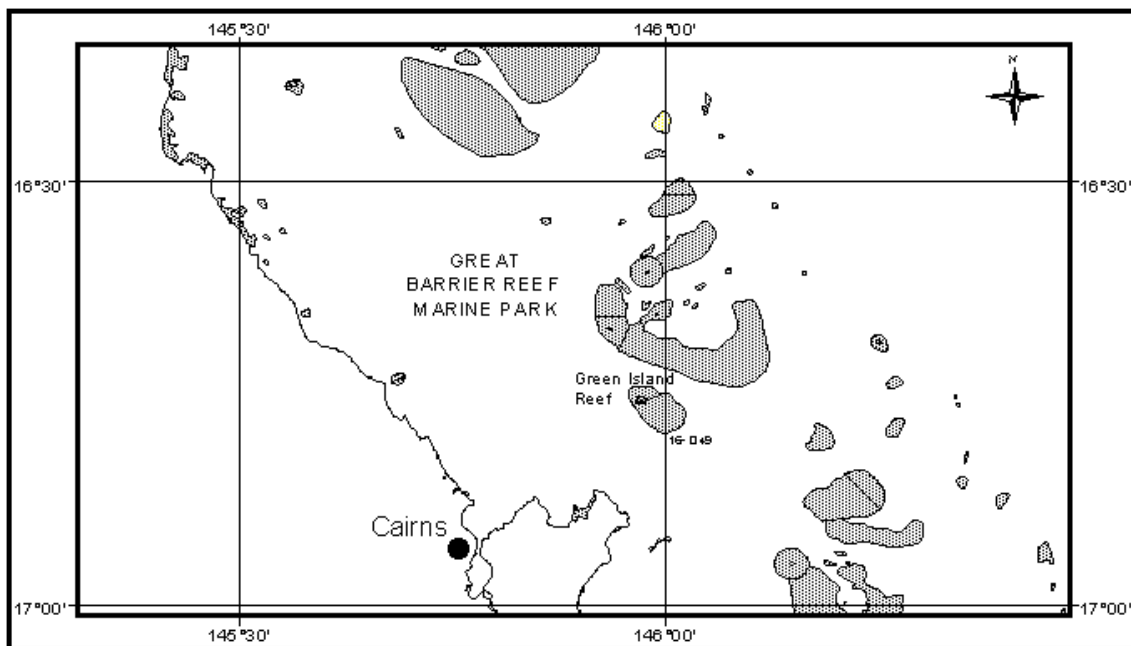 145°30'
146°00'
N
16°30'
16°30'
GREAT
BARRIER REEF
MARINE PARK
Green Island
Reef
16-049
Cairns
17°00'
17°00'
145°30'
146°00'